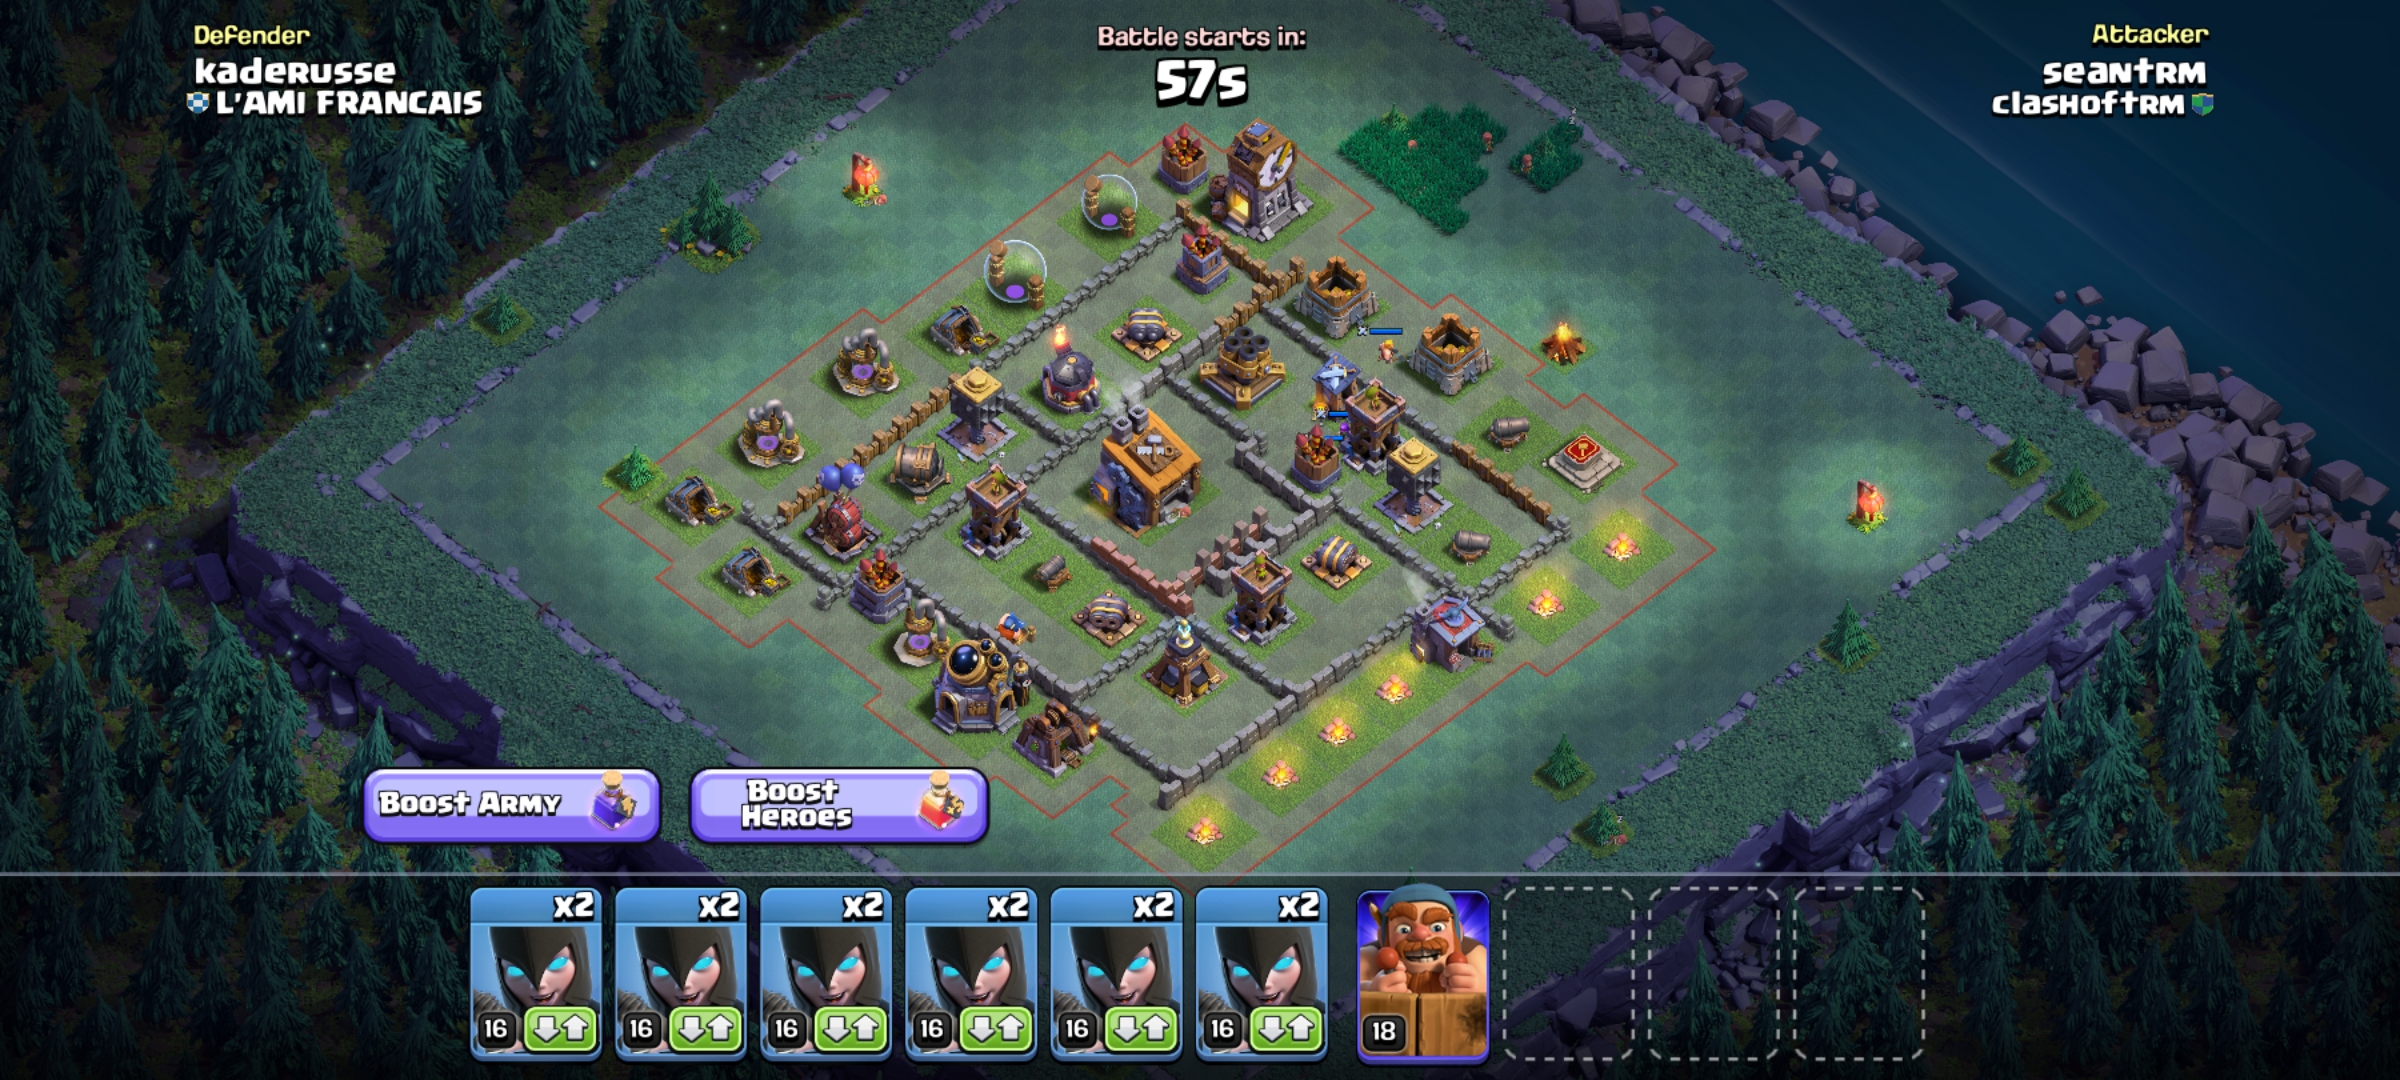 Defender
kaderusse
L'AMI FRANCAIS
Battle starts in:
57s
Attacker
seantrm
clashoftrm
Boost Army
Boost
Heroes
x2
x2
x2
x2
x2
x2
16
16
16
16
16
16
18